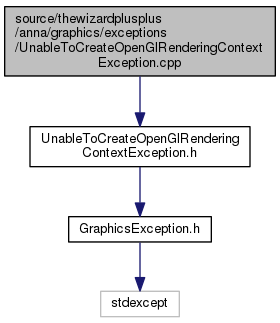 source/thewizardplusplus
/anna/graphics/exceptions
/UnableToCreateOpenGlRenderingContext
Exception.cpp
UnableToCreateOpenGlRendering
ContextException.h
GraphicsException.h
stdexcept